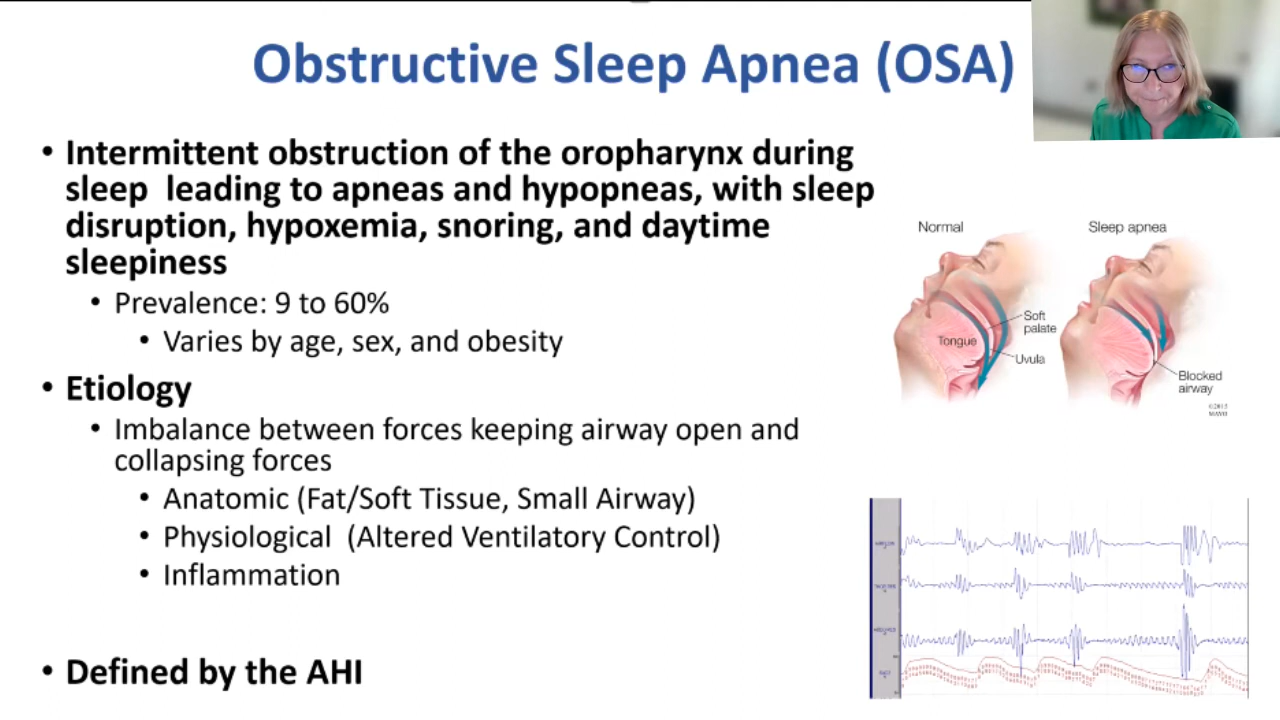 Obstructive Sleep Apnea (OSA)
• Intermittent obstruction of the oropharynx during
sleep  leading to apneas and hypopneas, with sleep
disruption, hypoxemia, snoring, and daytime
sleepiness
• Prevalence: 9 to 60%
• Varies by age, sex, and obesity
• Etiology
• Imbalance between forces keeping airway open and
collapsing forces
• Anatomic (Fat/Soft Tissue, Small Airway)
• Physiological  (Altered Ventilatory Control)
• Inflammation
• Defined by the AHI
Normal
Sleep apnea
Soft
palate
Tongue
Uvula
Blocked
airway
©2015
MAYO